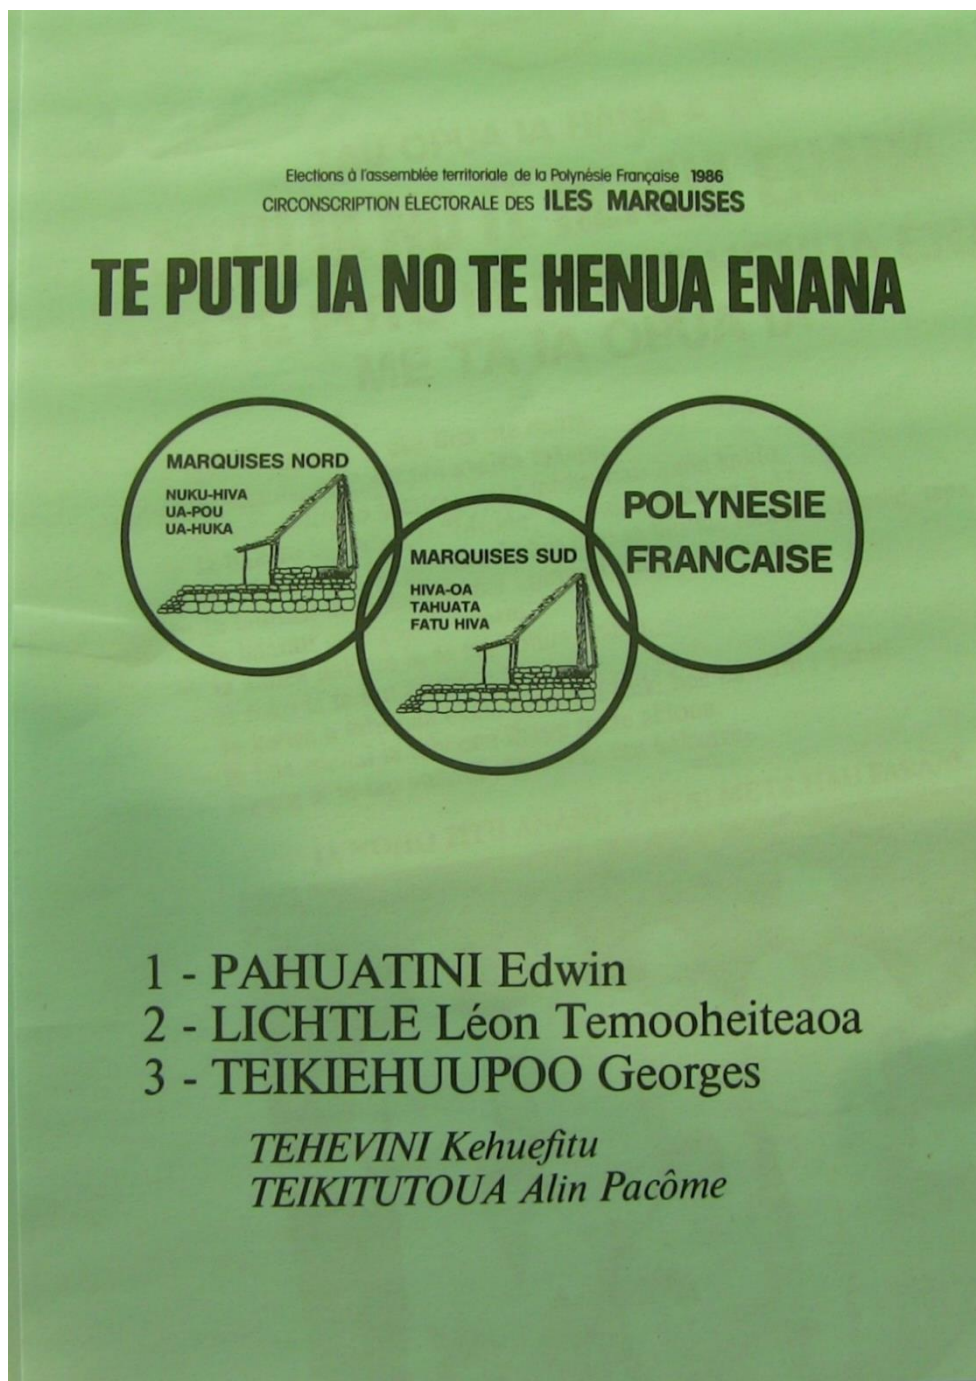 Elections à l'assemblée territoriale de la Polynésie Française 1986
CIRCONSCRIPTION ÉLECTORALE DES ILES MARQUISES
TE PUTU IA NO TE HENUA ENANA
MARQUISES NORD
NUKU-HIVA
UA-POU
UA-HUKA
MARQUISES SUD
HIVA-OA
TAHUATA
FATU HIVA
POLYNESIE
FRANCAISE
1 - PAHUATINI Edwin
2 - LICHTLE Léon Temooheiteaoa
3 - TEIKIEHUUPOO Georges
TEHEVINI Kehuefitu
TEIKITUTOUA Alin Pacôme